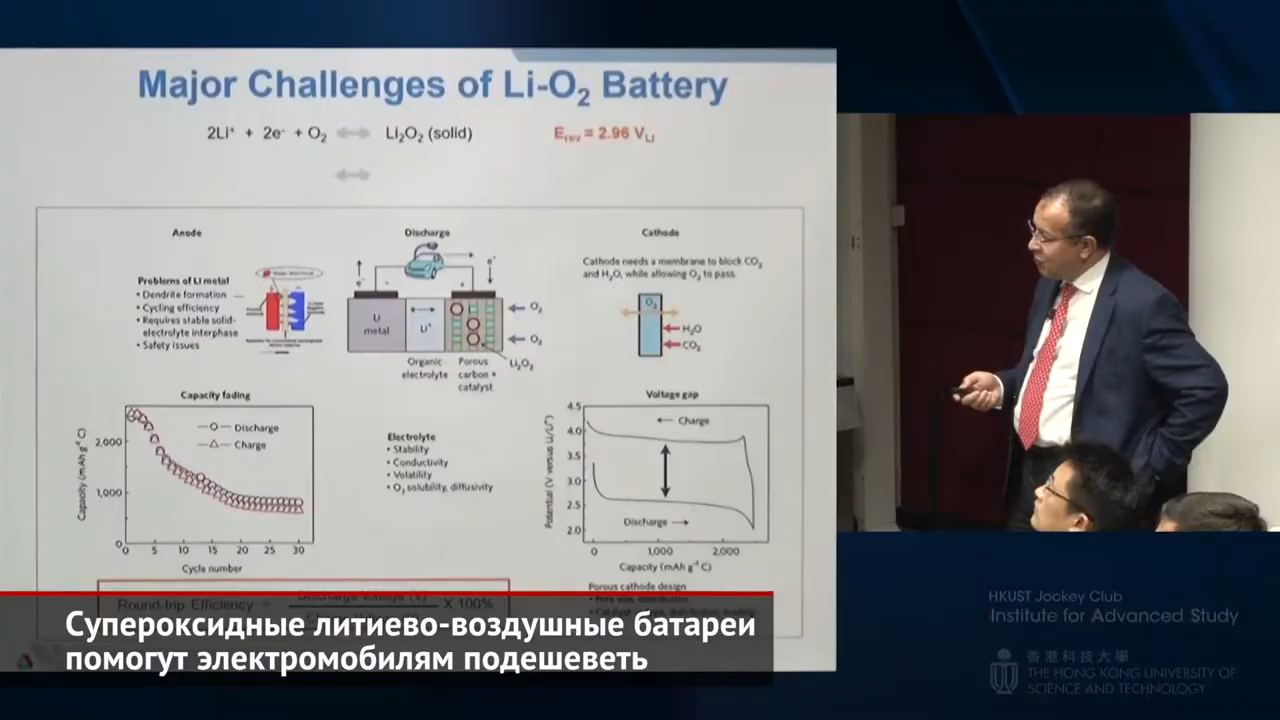 Major Challenges of Li-O₂ Battery
2Li⁺ + 2e⁻ + O₂ Li₂O₂ (solid) Erev = 2.96 VLi
Anode
Discharge
Cathode
Problems of Li metal
• Dendrite formation
• Cycling efficiency
• Requires stable solid-
electrolyte interphase
• Safety issues
e⁻
-
+
e⁻
Li
metal
Li⁺
O₂
O₂
Li₂O₂
Organic
electrolyte
Porous
carbon +
catalyst
Cathode needs a membrane to block CO₂
and H₂O, while allowing O₂ to pass.
O₂
H₂O
CO₂
Capacity fading
Capacity (mAh g⁻¹ C)
2,000
1,000
0
Discharge
Charge
0 5 10 15 20 25 30
Cycle number
Electrolyte
• Stability
• Conductivity
• Volatility
• O₂ solubility, diffusivity
Voltage gap
Potential (V versus Li/Li⁺)
4.5
4.0
3.5
3.0
2.5
2.0
Charge
Discharge
0 1,000 2,000
Capacity (mAh g⁻¹ C)
Porous cathode design
Round-trip Efficiency = Discharge Voltage (V) X 100%
Супероксидные литиево-воздушные батареи
помогут электромобилям подешеветь
HKUST Jockey Club
Institute for Advanced Study
香港科技大學
THE HONG KONG UNIVERSITY OF
SCIENCE AND TECHNOLOGY